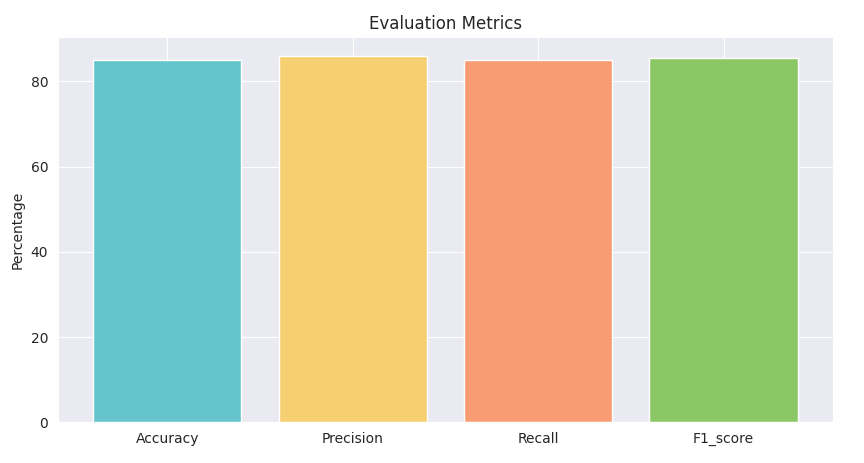 Evaluation Metrics
Percentage
80
60
40
20
0
Accuracy Precision Recall F1_score